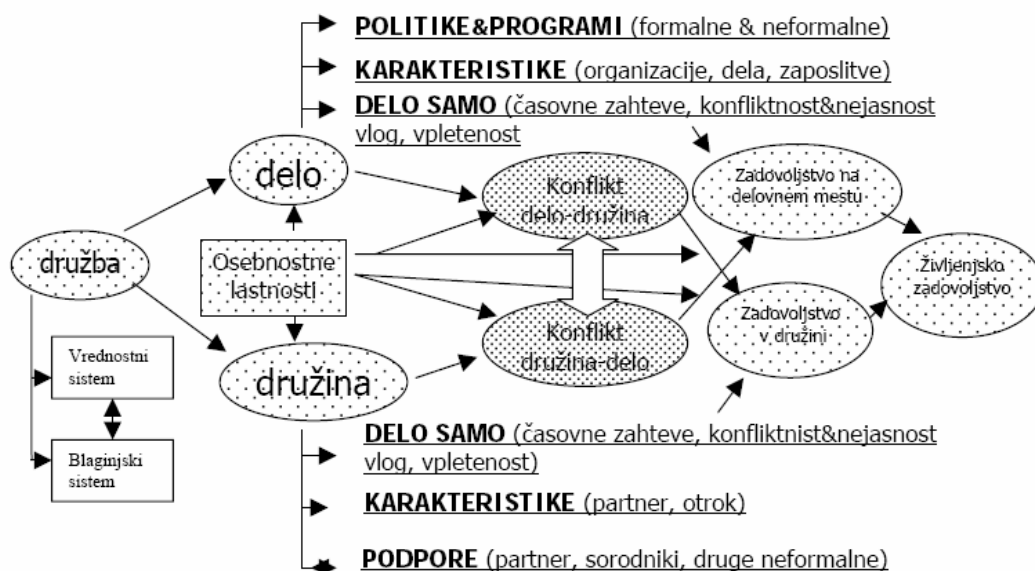 POLITIKE&PROGRAMI (formalne & neformalne)
KARAKTERISTIKE (organizacije, dela, zaposlitve)
DELO SAMO (časovne zahteve, konfliktnost&nejasnost
vlog, vpletenost
delo
Konflikt
delo-družina
Zadovoljstvo na
delovnem mestu
družba
Osebnostne
lastnosti
Življenjsko
zadovoljstvo
Zadovoljstvo
v družini
Konflikt
družina-delo
družina
Vrednostni
sistem
Blaginjski
sistem
DELO SAMO (časovne zahteve, konfliktnist&nejasnost
vlog, vpletenost)
KARAKTERISTIKE (partner, otrok)
PODPORE (partner, sorodniki, druge neformalne)